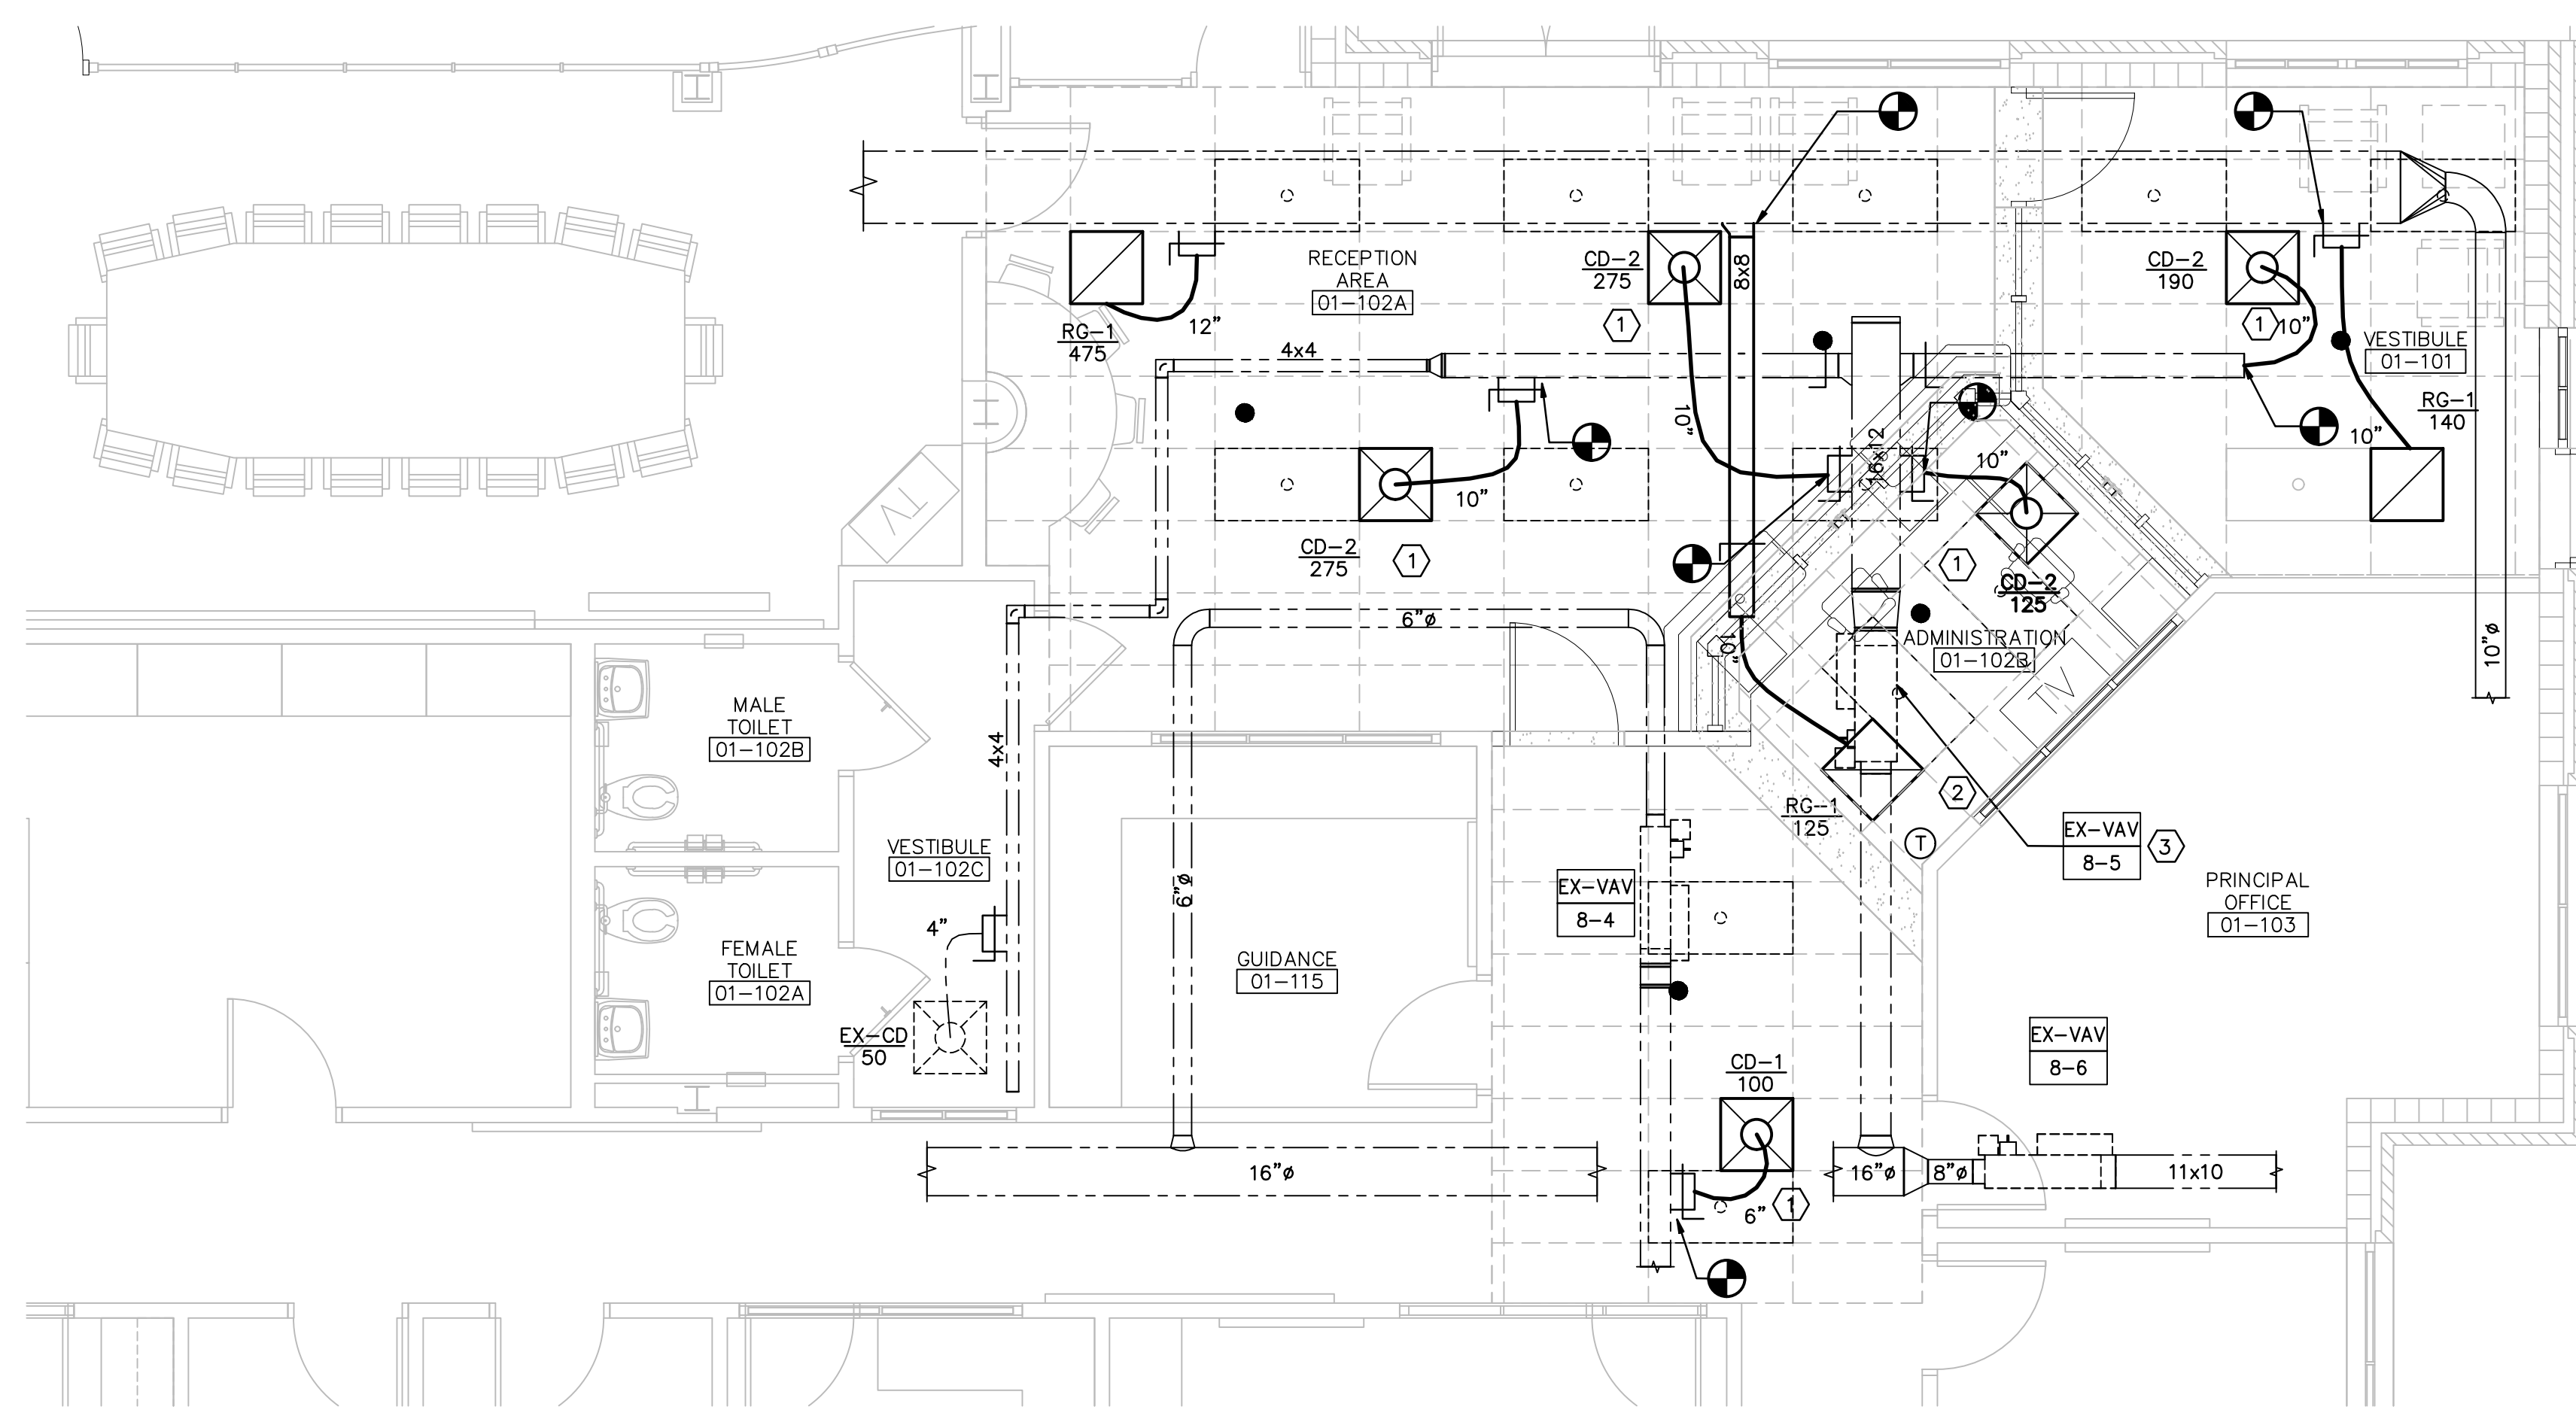 RECEPTION
AREA
01-102A
CD-2
275
8x8
CD-2
190
1
1
10"
VESTIBULE
01-101
RG-1
475
12"
4x4
RG-1
140
10"
10"
16x12
10"
10"
CD-2
275
1
1
CD-2
125
TV
6"ø
10"
ADMINISTRATION
01-102B
TV
10"ø
MALE
TOILET
01-102B
4x4
RG-1
125
2
T
EX-VAV
8-5
3
VESTIBULE
01-102C
6"ø
EX-VAV
8-4
PRINCIPAL
OFFICE
01-103
4"
FEMALE
TOILET
01-102A
GUIDANCE
01-115
EX-CD
50
CD-1
100
EX-VAV
8-6
16"ø
16"ø
8"ø
11x10
6"
1